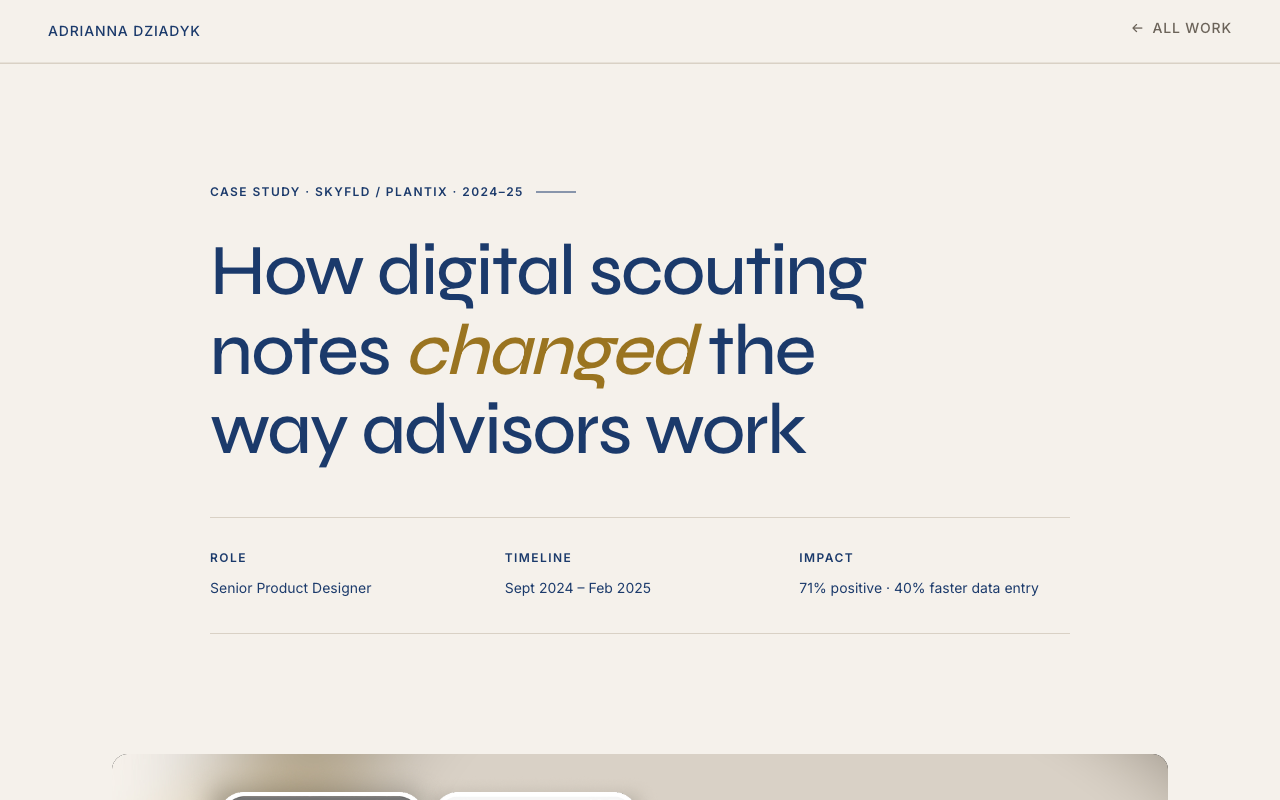 ADRIANNA DZIADYK
← ALL WORK
CASE STUDY · SKYFLD / PLANTIX · 2024–25
How digital scouting
notes changed the
way advisors work
ROLE
Senior Product Designer
TIMELINE
Sept 2024 – Feb 2025
IMPACT
71% positive · 40% faster data entry